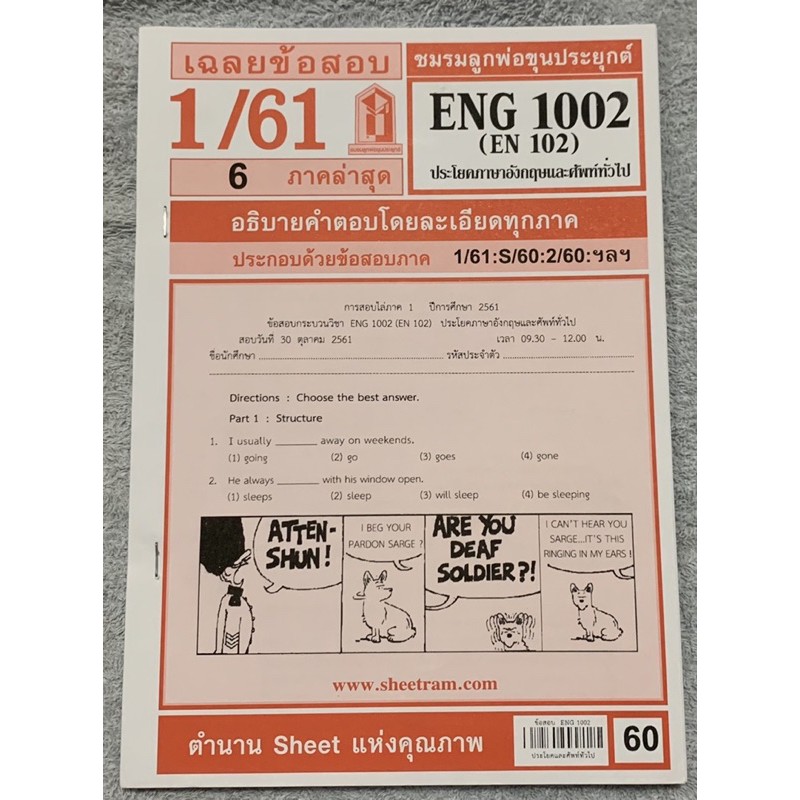 เฉลยข้อสอบ
1/61
6 ภาคล่าสุด
ชมรมลูกพ่อขุนประยุกต์
ENG 1002
(EN 102)
ประโยคภาษาอังกฤษและศัพท์ทั่วไป
อธิบายคำตอบโดยละเอียดทุกภาค
ประกอบด้วยข้อสอบภาค 1/61:S/60:2/60:ฯลฯ
การสอบไล่ภาค 1 ปีการศึกษา 2561
ข้อสอบกระบวนวิชา ENG 1002 (EN 102) ประโยคภาษาอังกฤษและศัพท์ทั่วไป
สอบวันที่ 30 ตุลาคม 2561 เวลา 09.30 – 12.00 น.
ชื่อนักศึกษา ........................................ รหัสประจำตัว ........................................
Directions : Choose the best answer.
Part 1 : Structure
1. I usually _______ away on weekends.
(1) going (2) go (3) goes (4) gone
2. He always _______ with his window open.
(1) sleeps (2) sleep (3) will sleep (4) be sleeping
ATTEN-
SHUN!
I BEG YOUR
PARDON SARGE ?
ARE YOU
DEAF
SOLDIER?!
I CAN'T HEAR YOU
SARGE...IT'S THIS
RINGING IN MY EARS !
www.sheetram.com
ตำนาน Sheet แห่งคุณภาพ
ข้อสอบ ENG 1002
ประโยคและศัพท์ทั่วไป
60